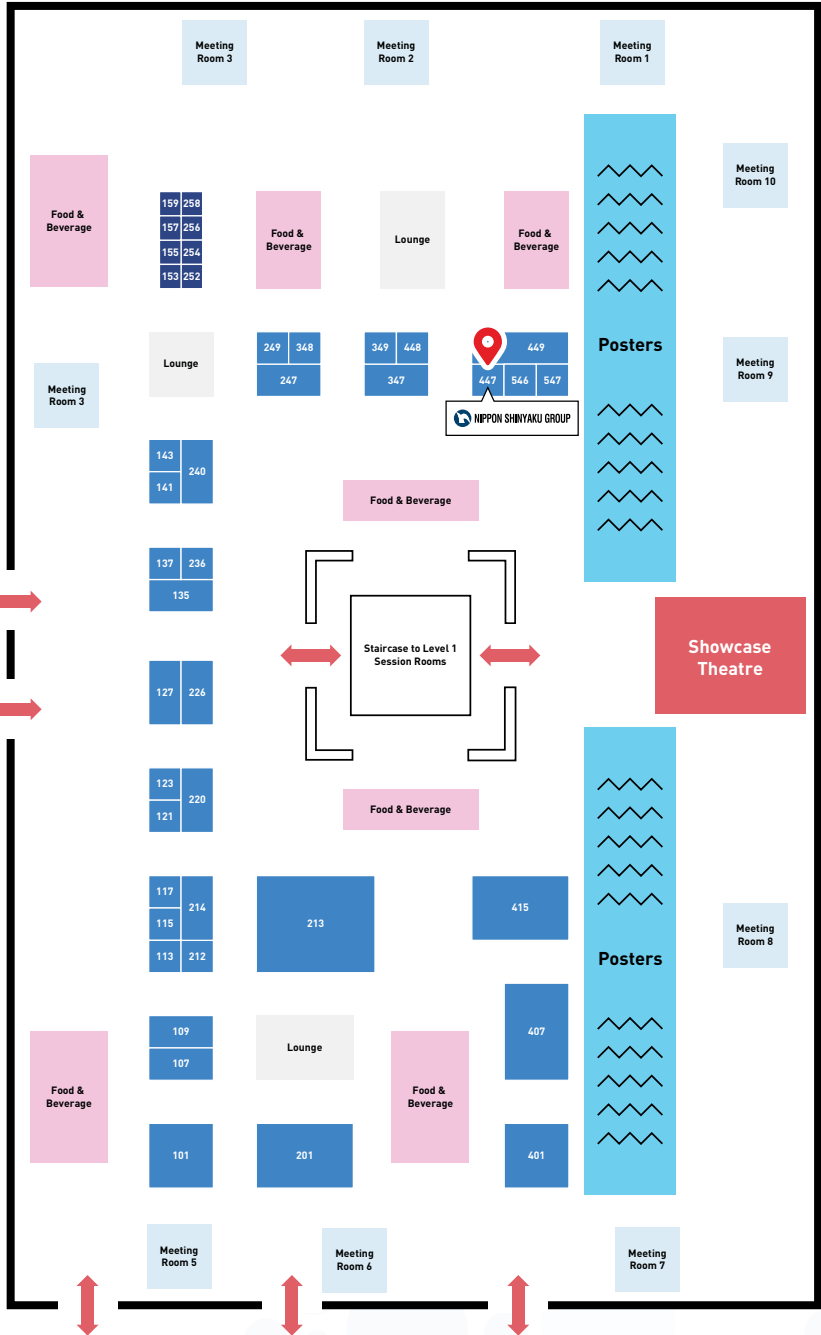 Meeting
Room 3
Meeting
Room 2
Meeting
Room 1
Meeting
Room 10
Food &
Beverage
159 258
157 256
155 254
153 252
Food &
Beverage
Lounge
Food &
Beverage
Posters
Meeting
Room 9
Meeting
Room 3
Lounge
249 348
247
349 448
347
449
447 546 547
NIPPON SHINYAKU GROUP
143
141
240
Food & Beverage
137 236
135
Staircase to Level 1
Session Rooms
Showcase
Theatre
127 226
123
121
220
Food & Beverage
117
115
214
113 212
213
415
Posters
Meeting
Room 8
109
107
Lounge
407
Food &
Beverage
Food &
Beverage
101
201
401
Meeting
Room 5
Meeting
Room 6
Meeting
Room 7